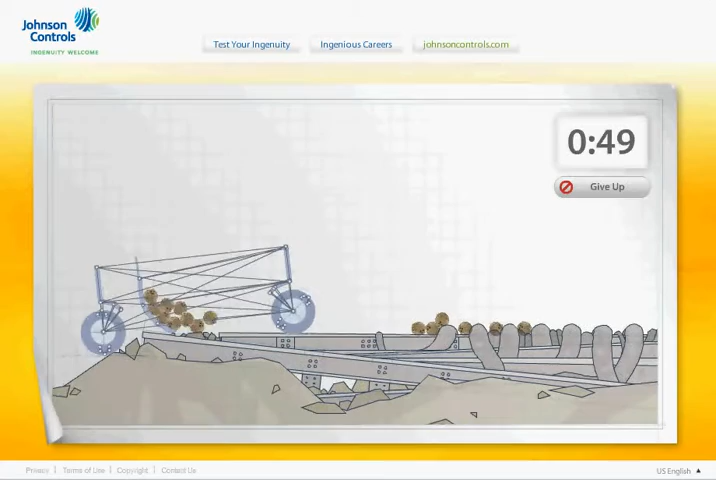 Johnson
Controls
INGENUITY WELCOME
Test Your Ingenuity
Ingenious Careers
johnsoncontrols.com
0:49
Give Up
Privacy | Terms of Use | Copyright | Contact Us
US English